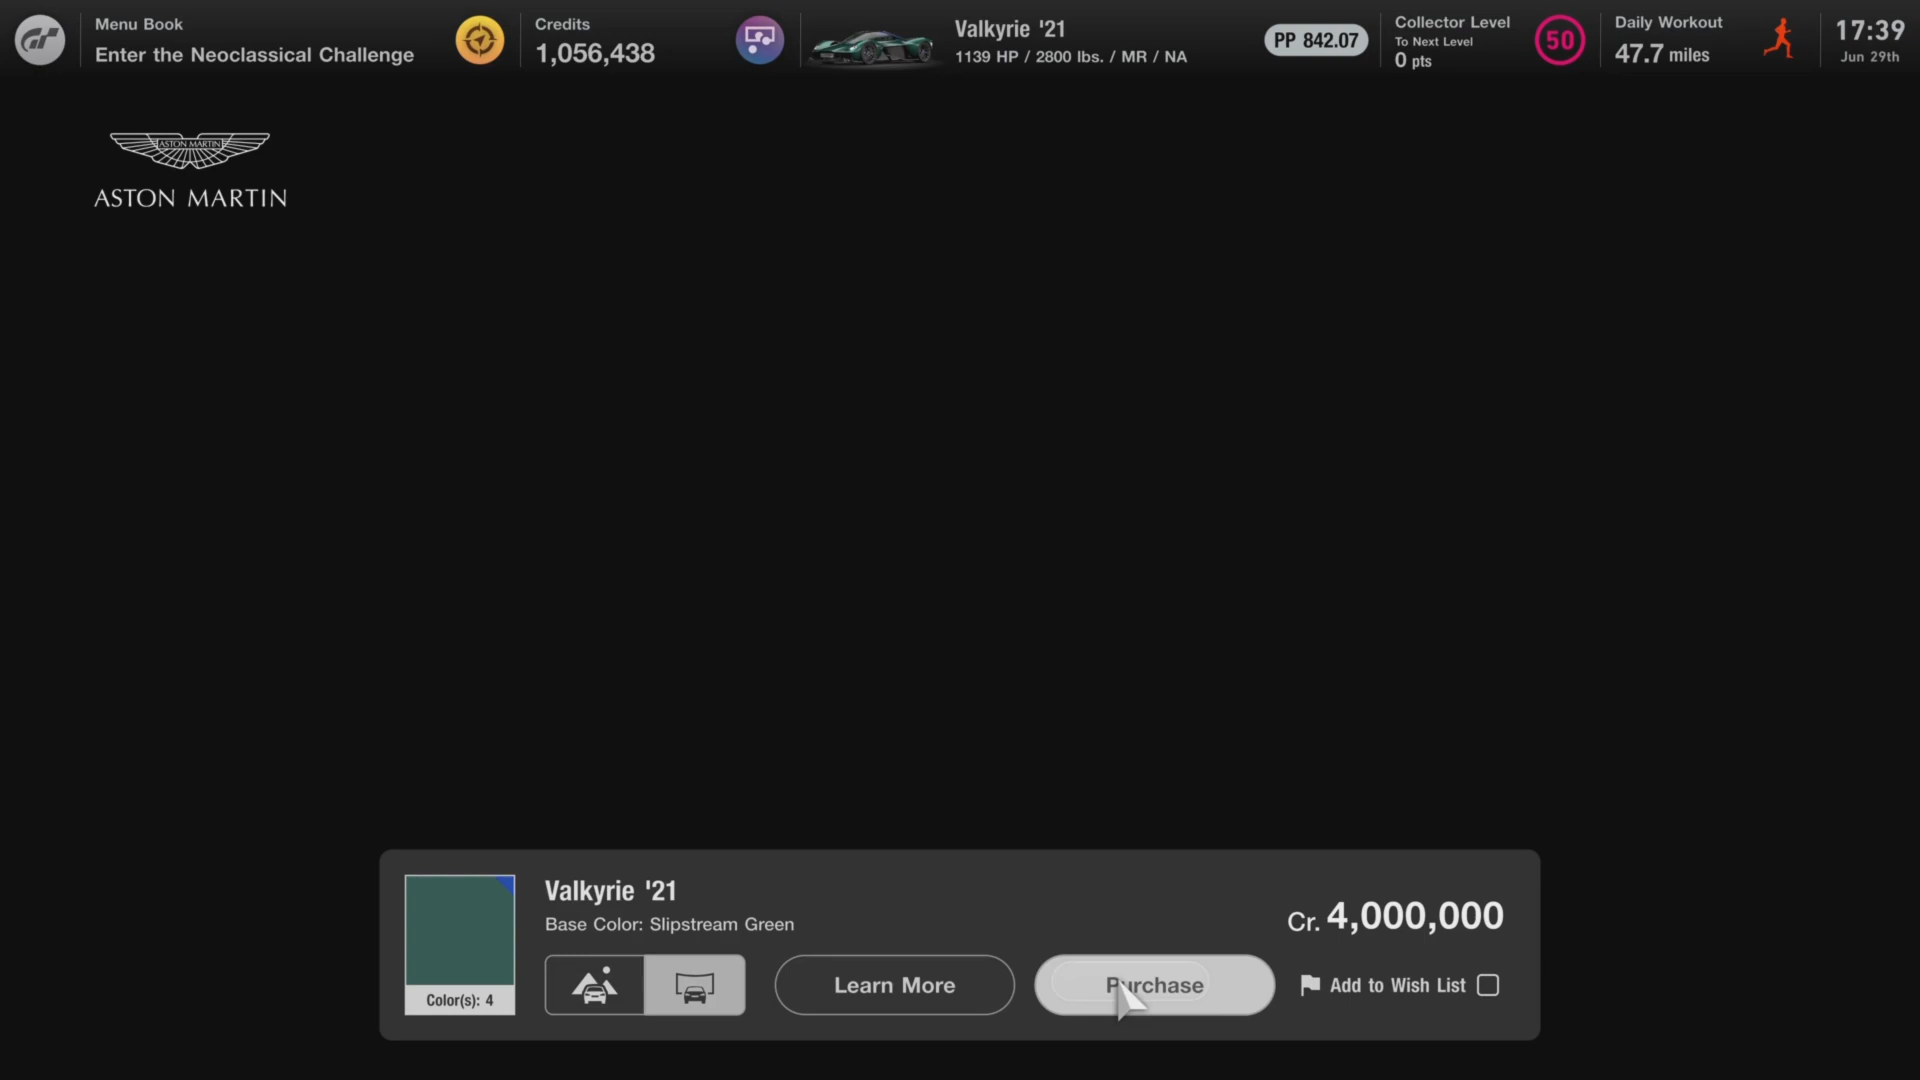 Menu Book
Enter the Neoclassical Challenge
Credits
1,056,438
Valkyrie '21
1139 HP / 2800 lbs. / MR / NA
PP 842.07
Collector Level
To Next Level
0 pts
50
Daily Workout
47.7 miles
17:39
Jun 29th
ASTON MARTIN
ASTON MARTIN
Valkyrie '21
Base Color: Slipstream Green
Cr. 4,000,000
Color(s): 4
Learn More
Purchase
Add to Wish List